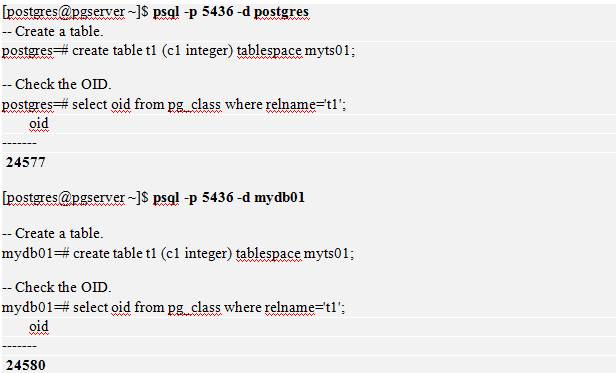 [postgres@pgserver ~]$ psql -p 5436 -d postgres
-- Create a table.
postgres=# create table t1 (c1 integer) tablespace myts01;
-- Check the OID.
postgres=# select oid from pg_class where relname='t1';
oid
-------
24577
[postgres@pgserver ~]$ psql -p 5436 -d mydb01
-- Create a table.
mydb01=# create table t1 (c1 integer) tablespace myts01;
-- Check the OID.
mydb01=# select oid from pg_class where relname='t1';
oid
-------
24580